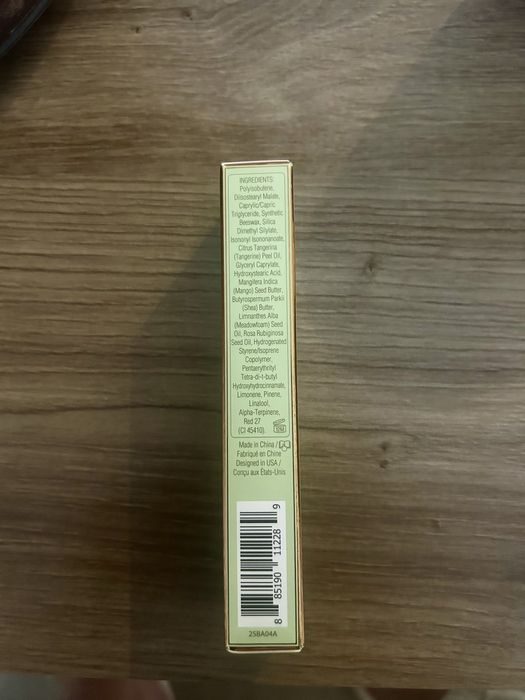 INGREDIENTS:
Polyisobutene,
Diisostearyl Malate,
Caprylic/Capric
Triglyceride, Synthetic
Beeswax, Silica
Dimethyl Silylate,
Isononyl Isononanoate,
Citrus Tangerina
(Tangerine) Peel Oil,
Glyceryl Caprylate,
Hydroxystearic Acid,
Mangifera Indica
(Mango) Seed Butter,
Butyrospermum Parkii
(Shea) Butter,
Limnanthes Alba
(Meadowfoam) Seed
Oil, Rosa Rubiginosa
Seed Oil, Hydrogenated
Styrene/Isoprene
Copolymer,
Pentaerythrityl
Tetra-di-t-butyl
Hydroxyhydrocinnamate,
Limonene, Pinene,
Linalool,
Alpha-Terpinene,
Red 27
(CI 45410).
12M
Made in China /
Fabriqué en Chine
Designed in USA /
Conçu aux États-Unis
8 85190 11228 9
25BA04A